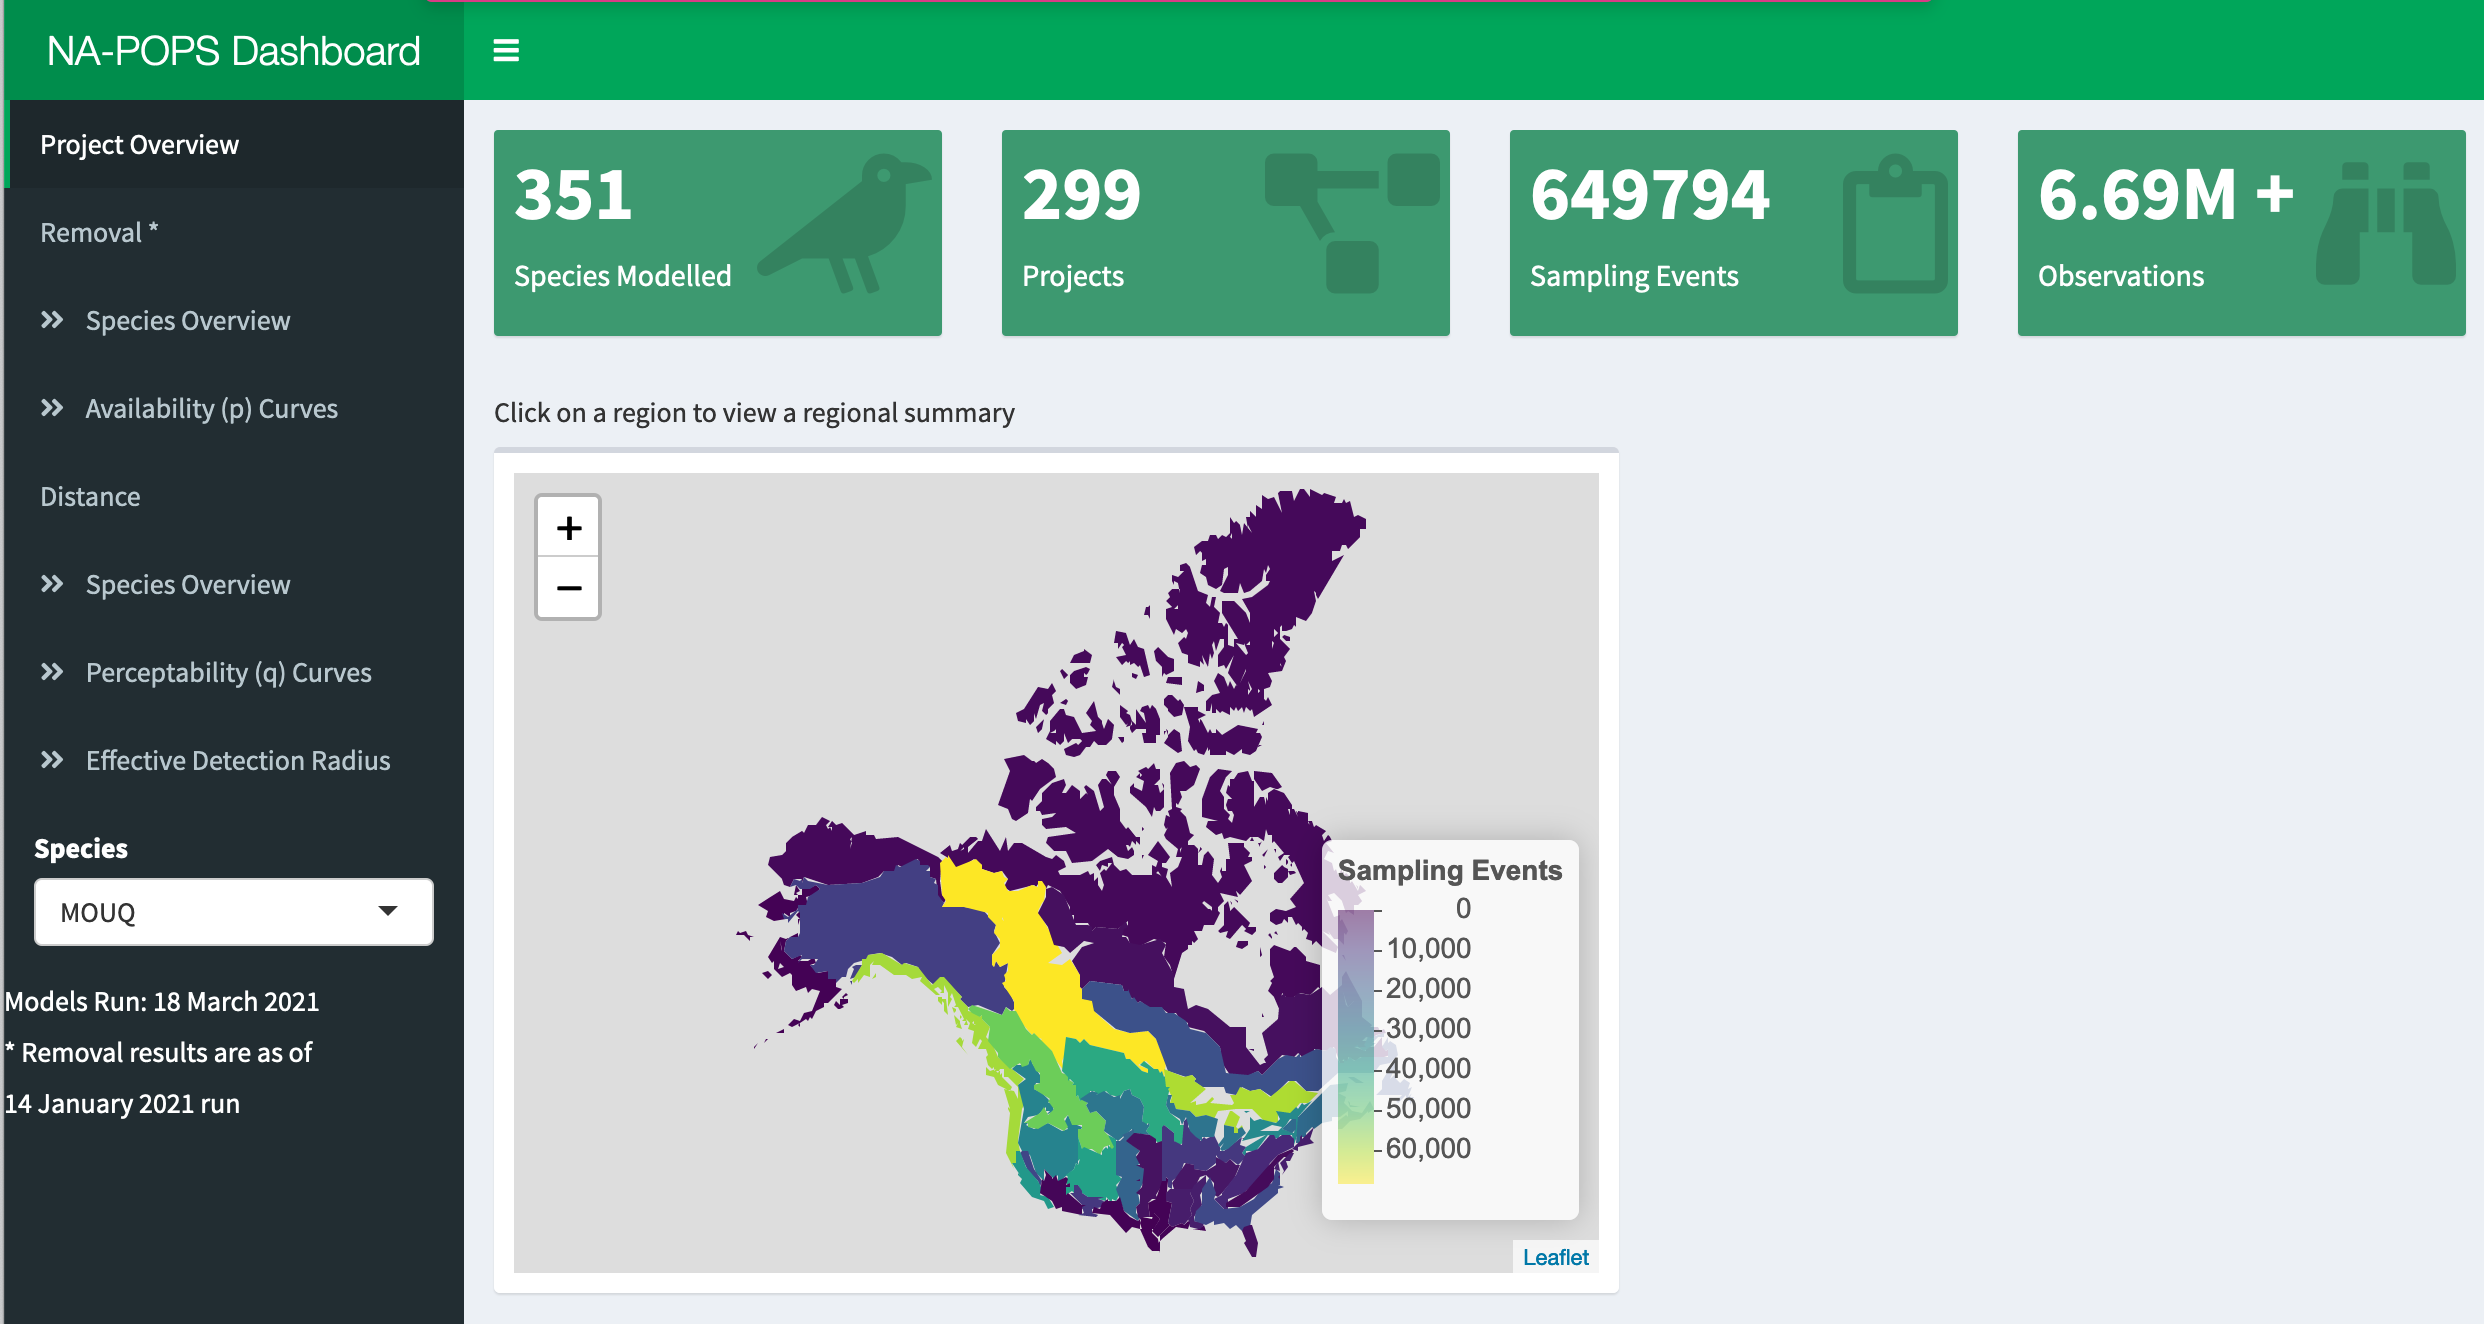 NA-POPS Dashboard
Project Overview
Removal *
Species Overview
Availability (p) Curves
Distance
Species Overview
Perceptability (q) Curves
Effective Detection Radius
Species
MOUQ
Models Run: 18 March 2021
* Removal results are as of
14 January 2021 run
351
Species Modelled
299
Projects
649794
Sampling Events
6.69M +
Observations
Click on a region to view a regional summary
+
−
Sampling Events
0
10,000
20,000
30,000
40,000
50,000
60,000
Leaflet